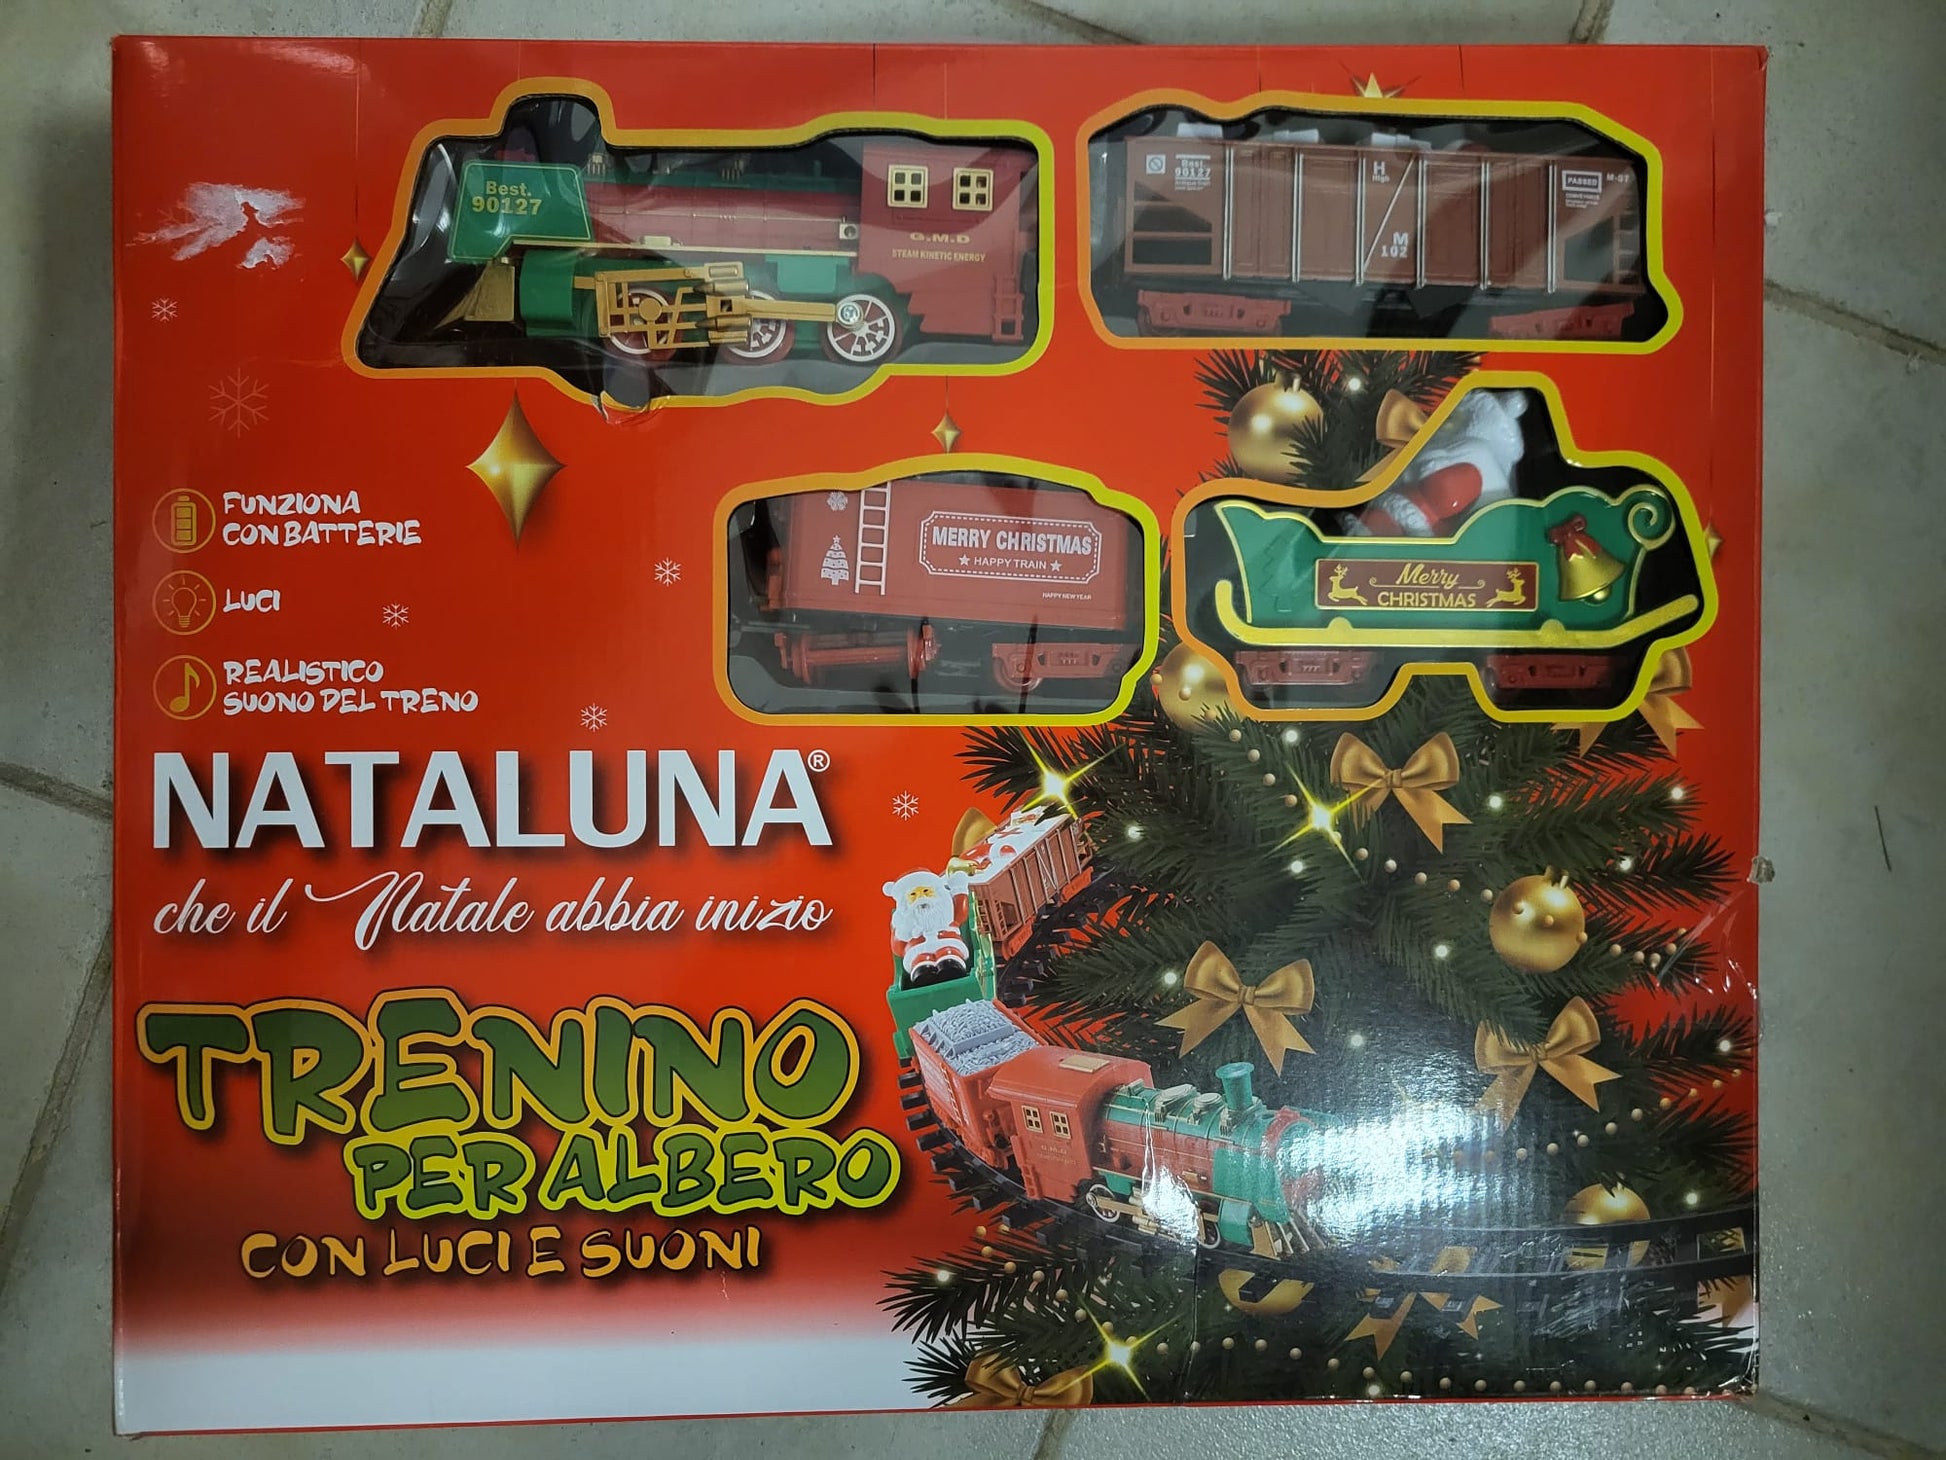 Best.
90127
G.M.D
STEAM KINETIC ENERGY
Best.
90127
H
High
M
102
PASSED
M-07
FUNZIONA
CON BATTERIE
LUCI
REALISTICO
SUONO DEL TRENO
MERRY CHRISTMAS
★ HAPPY TRAIN ★
HAPPY NEW YEAR
Merry
CHRISTMAS
NATALUNA®
che il Natale abbia inizio
TRENINO
PER ALBERO
CON LUCI E SUONI
G.M.D